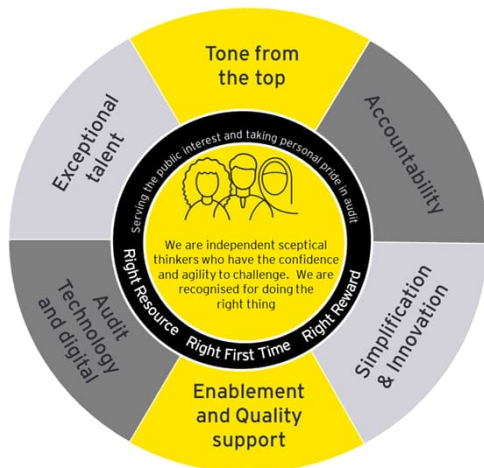 Tone from
the top
Accountability
Simplification
& Innovation
Enablement
and Quality
support
Audit
Technology
and digital
Exceptional
talent
Serving the public interest and taking personal pride in audit
We are independent sceptical
thinkers who have the confidence
and agility to challenge. We are
recognised for doing the
right thing
Right Resource Right First Time Right Reward